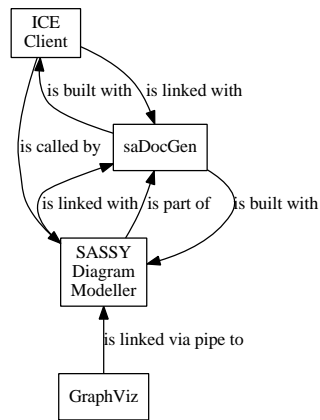 ICE
Client
is built with
is linked with
saDocGen
is called by
is linked with
is part of
is built with
SASSY
Diagram
Modeller
is linked via pipe to
GraphViz